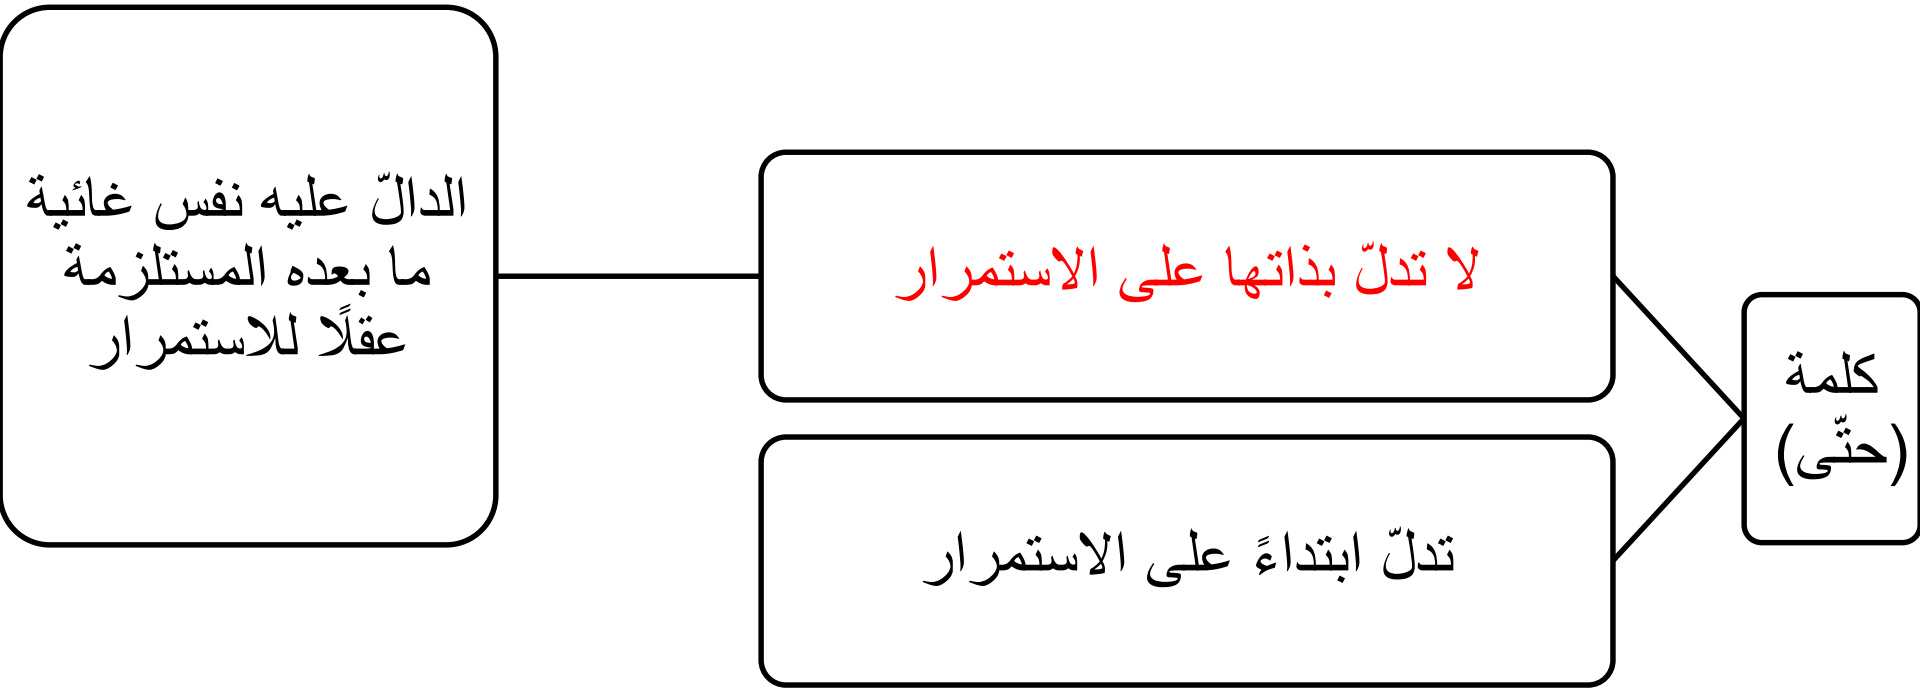 كلمة
(حتّى)
لا تدلّ بذاتها على الاستمرار
تدلّ ابتداءً على الاستمرار
الدالّ عليه نفس غائية
ما بعده المستلزمة
عقلًا للاستمرار